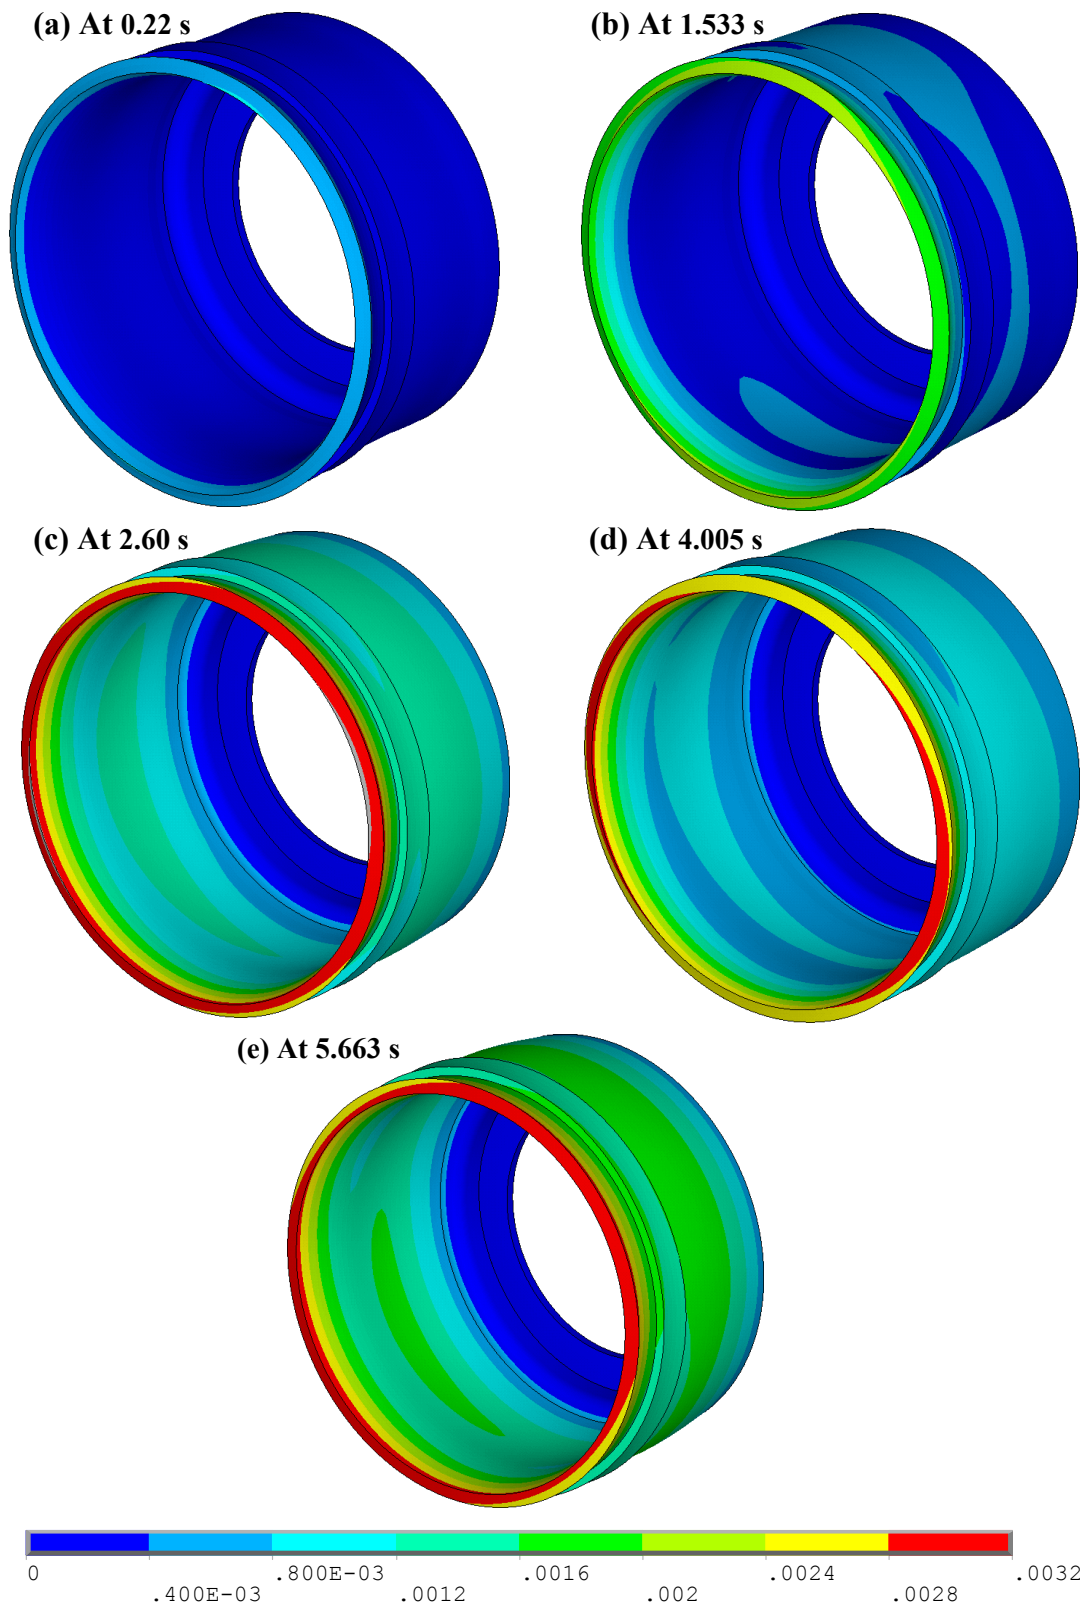 (a) At 0.22 s
(b) At 1.533 s
(c) At 2.60 s
(d) At 4.005 s
(e) At 5.663 s
0 .800E-03 .0016 .0024 .0032
.400E-03 .0012 .002 .0028